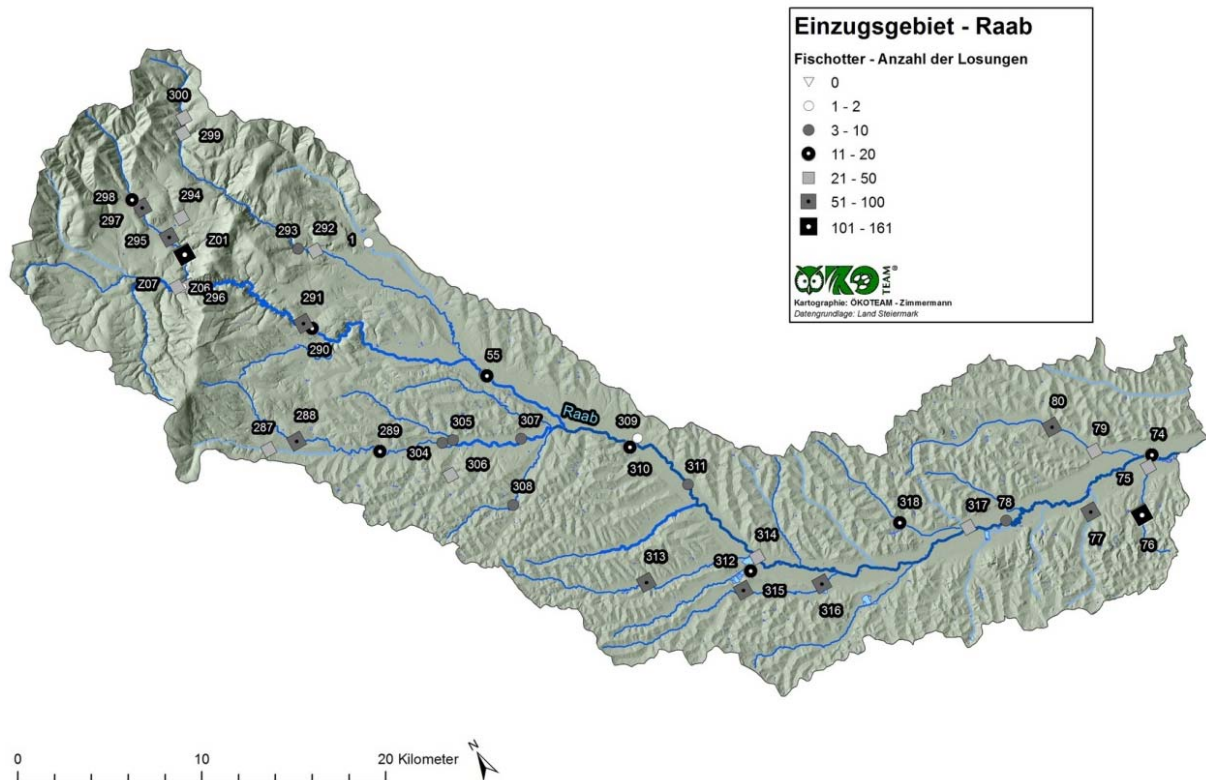 Einzugsgebiet - Raab
Fischotter - Anzahl der Losungen
0
1 - 2
3 - 10
11 - 20
21 - 50
51 - 100
101 - 161
ÖKO TEAM ®
Kartographie: ÖKOTEAM - Zimmermann
Datengrundlage: Land Steiermark
300
299
298
294
297
295
Z01
293
292
1
Z07
Z06
296
291
290
55
Raab
288
287
289
305
304
307
306
308
309
310
311
80
79
74
75
318
317
78
77
76
314
313
312
315
316
0 10 20 Kilometer
N